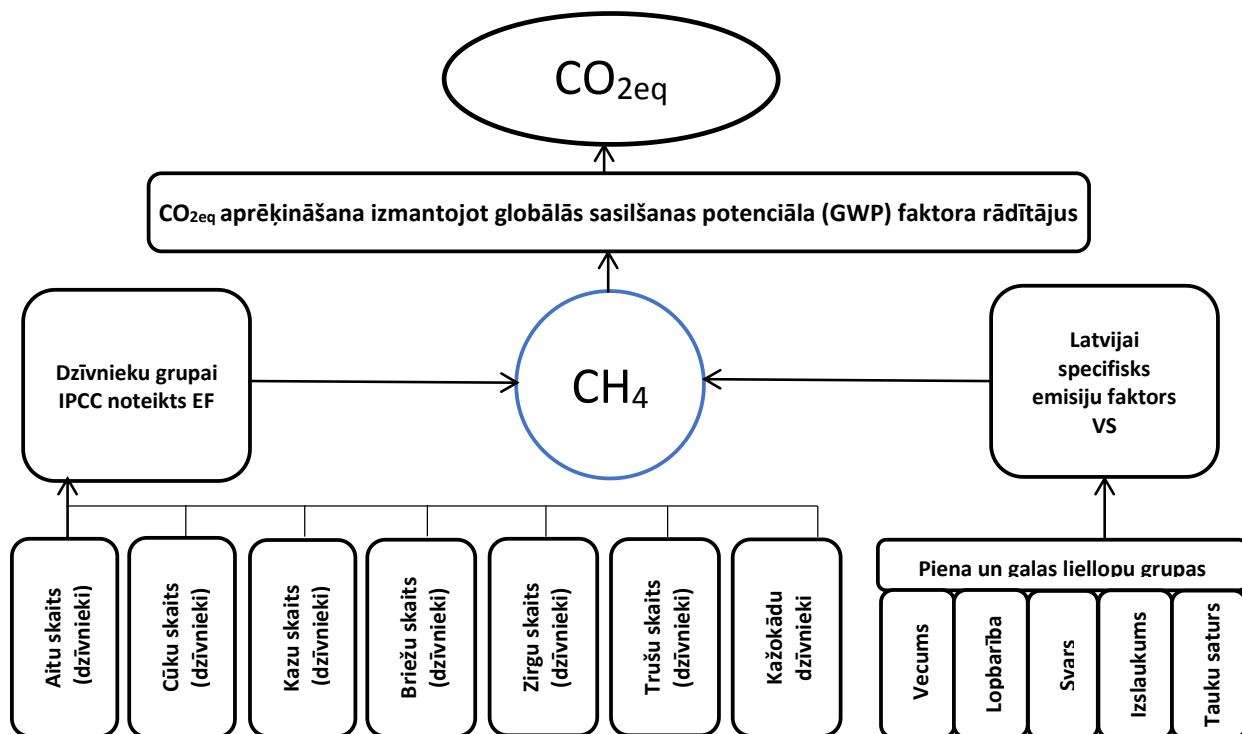 CO₂eq
CO₂eq aprēķināšana izmantojot globālās sasilšanas potenciāla (GWP) faktora rādītājus
Dzīvnieku grupai
IPCC noteikts EF
CH₄
Latvijai
specifisks
emisiju faktors
VS
Aitu skaits
(dzīvnieki)
Cūku skaits
(dzīvnieki)
Kazu skaits
(dzīvnieki)
Briežu skaits
(dzīvnieki)
Zirgu skaits
(dzīvnieki)
Trušu skaits
(dzīvnieki)
Kažokādu
dzīvnieki
Piena un gaļas liellopu grupas
Vecums
Lopbarība
Svars
Izslaukums
Tauku saturs